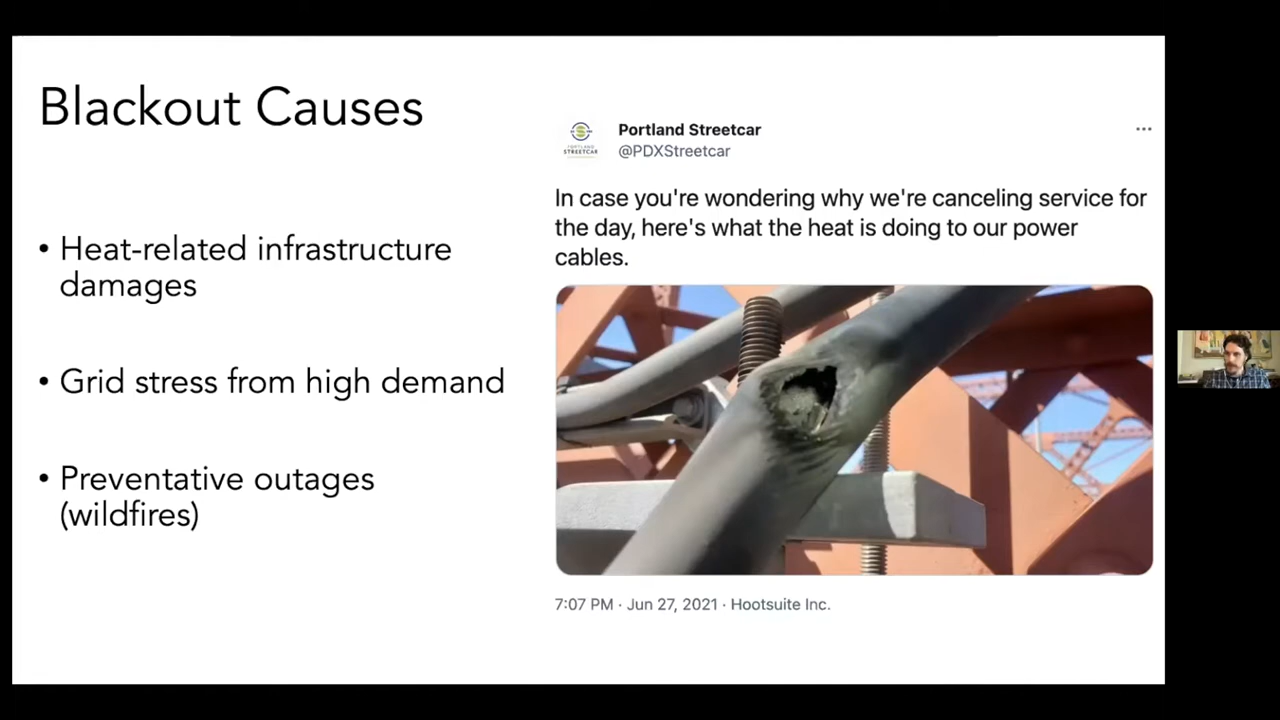 Blackout Causes
• Heat-related infrastructure
damages
• Grid stress from high demand
• Preventative outages
(wildfires)
PORTLAND
STREETCAR
Portland Streetcar
@PDXStreetcar
In case you're wondering why we're canceling service for
the day, here's what the heat is doing to our power
cables.
7:07 PM · Jun 27, 2021 · Hootsuite Inc.